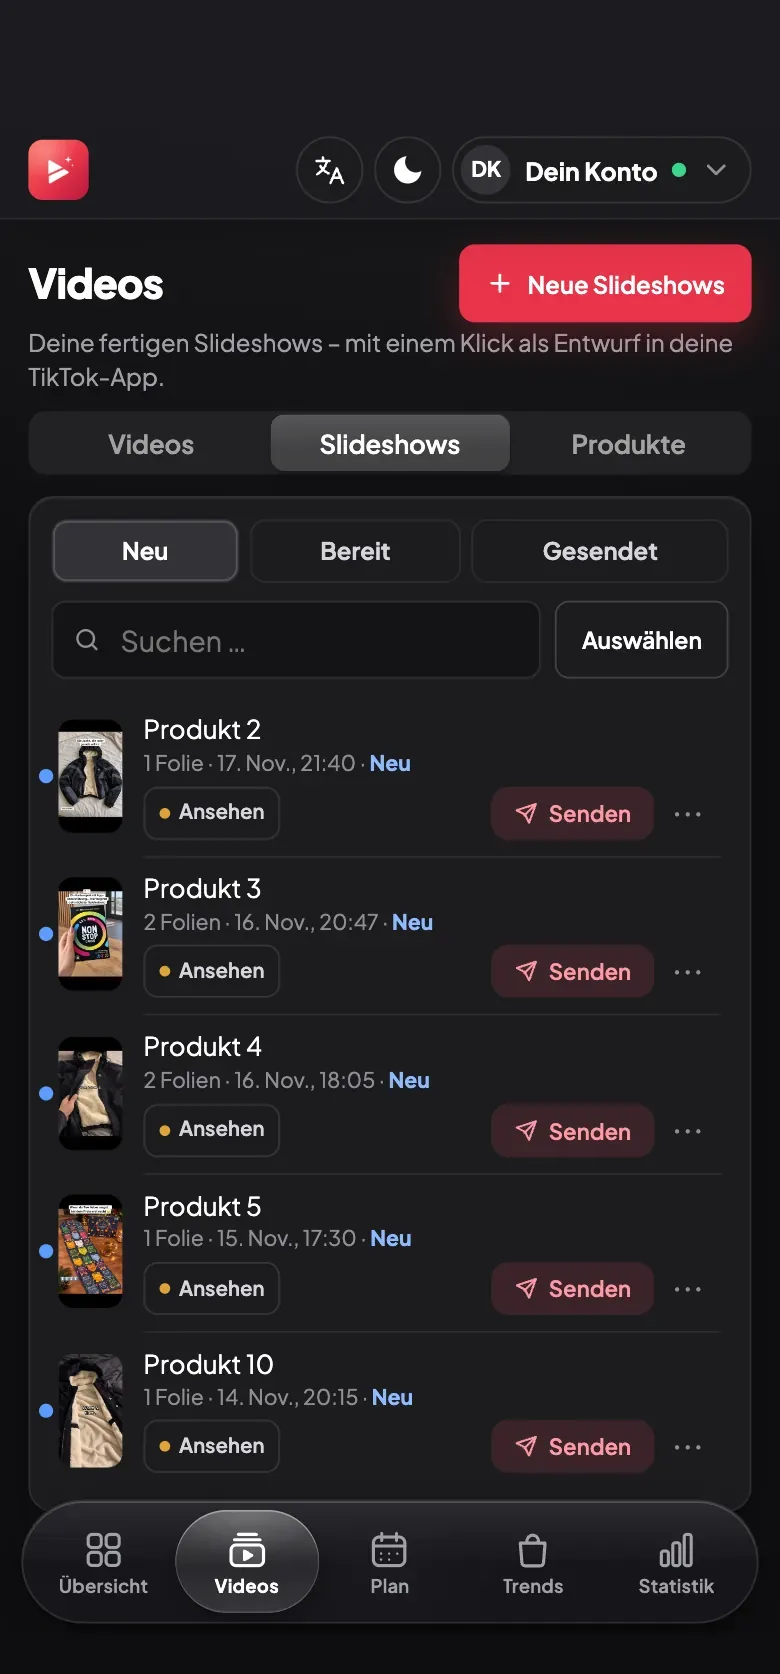 DK Dein Konto
Videos
+ Neue Slideshows
Deine fertigen Slideshows – mit einem Klick als Entwurf in deine
TikTok-App.
Videos Slideshows Produkte
Neu Bereit Gesendet
Suchen ... Auswählen
Produkt 2
1 Folie · 17. Nov., 21:40 · Neu
Ansehen Senden
Produkt 3
2 Folien · 16. Nov., 20:47 · Neu
NON
STOP
Ansehen Senden
Produkt 4
2 Folien · 16. Nov., 18:05 · Neu
Ansehen Senden
Produkt 5
1 Folie · 15. Nov., 17:30 · Neu
Ansehen Senden
Produkt 10
1 Folie · 14. Nov., 20:15 · Neu
Ansehen Senden
Übersicht Videos Plan Trends Statistik